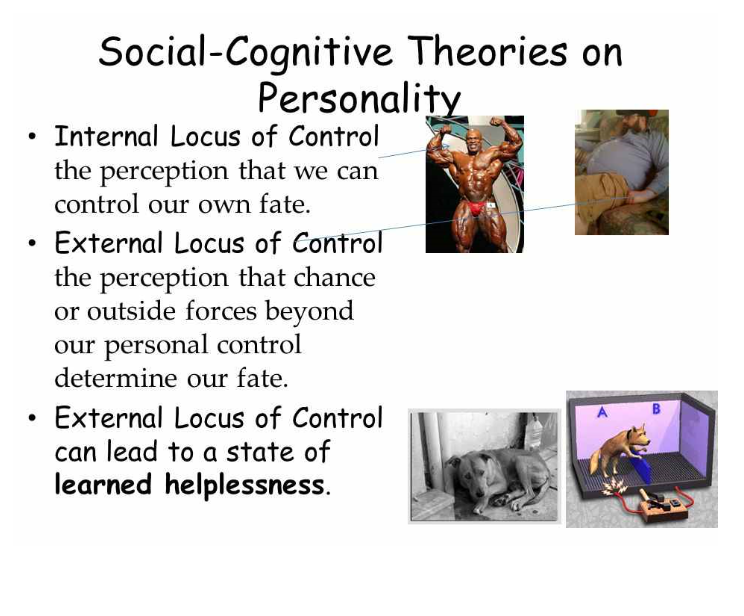 Social-Cognitive Theories on
Personality
• Internal Locus of Control
the perception that we can
control our own fate.
• External Locus of Control
the perception that chance
or outside forces beyond
our personal control
determine our fate.
• External Locus of Control
can lead to a state of
learned helplessness.
A B